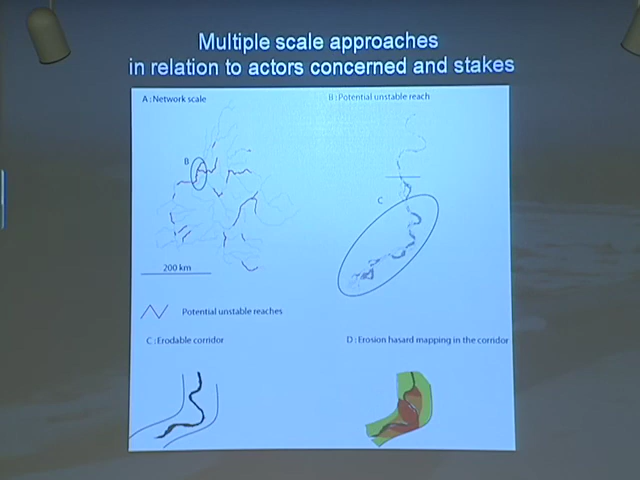 Multiple scale approaches
in relation to actors concerned and stakes
A : Network scale
B : Potential unstable reach
B
C
200 km
Potential unstable reaches
C : Erodable corridor
D : Erosion hasard mapping in the corridor